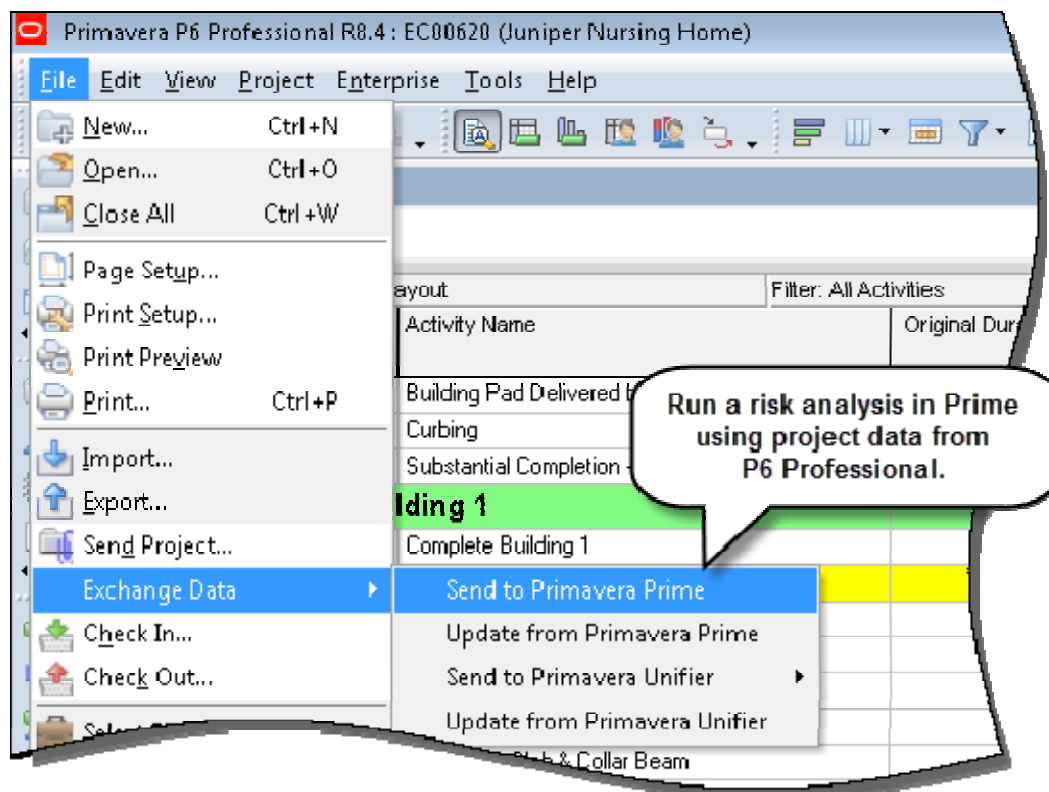 Primavera P6 Professional R8.4 : EC00620 (Juniper Nursing Home)
File Edit View Project Enterprise Tools Help
New... Ctrl+N
Open... Ctrl+O
Close All Ctrl+W
Page Setup...
Print Setup...
Print Preview
Print... Ctrl+P
Import...
Export...
Send Project...
Exchange Data
Check In...
Check Out...
ayout Filter: All Activities
Activity Name Original Dur
Building Pad Delivered
Curbing
Substantial Completion -
lding 1
Complete Building 1
Run a risk analysis in Prime
using project data from
P6 Professional.
Send to Primavera Prime
Update from Primavera Prime
Send to Primavera Unifier
Update from Primavera Unifier
& Collar Beam